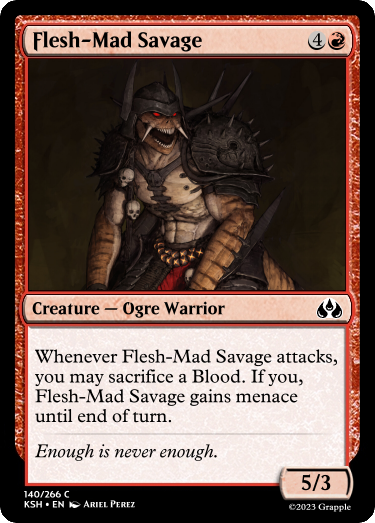 Flesh-Mad Savage 4
Creature — Ogre Warrior
Whenever Flesh-Mad Savage attacks,
you may sacrifice a Blood. If you,
Flesh-Mad Savage gains menace
until end of turn.
Enough is never enough.
5/3
140/266 C
KSH • EN Ariel Perez
©2023 Grapple